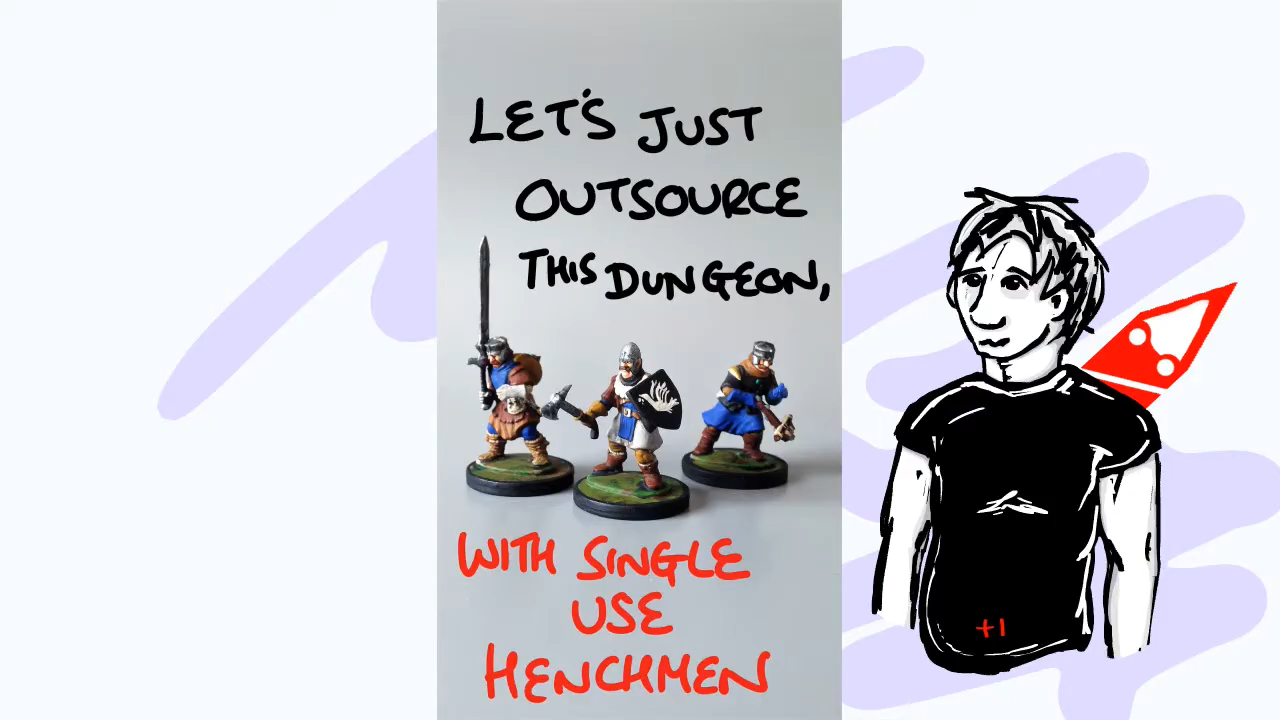 LET'S JUST
OUTSOURCE
THIS DUNGEON,
WITH SINGLE
USE
HENCHMEN
+1